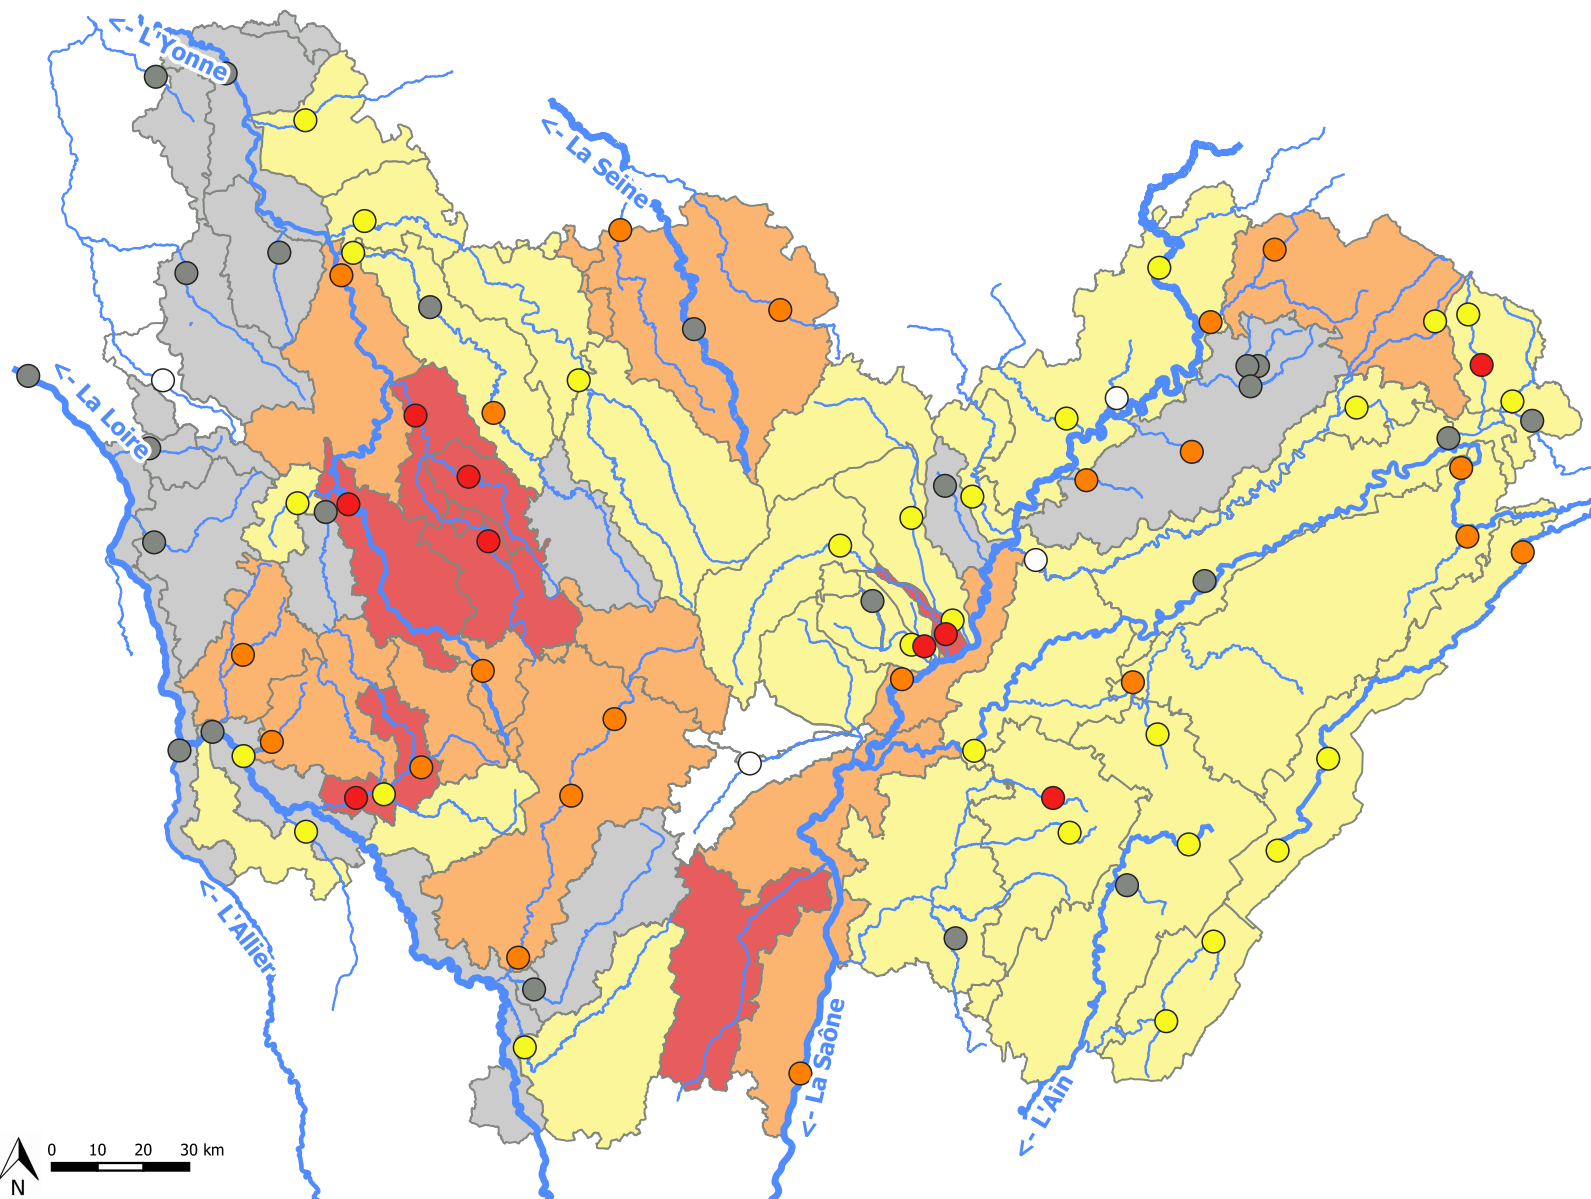 <- L'Yonne
<- La Seine
<- La Loire
<- L'Allier
<- La Saône
<- L'Ain
0 10 20 30 km
N